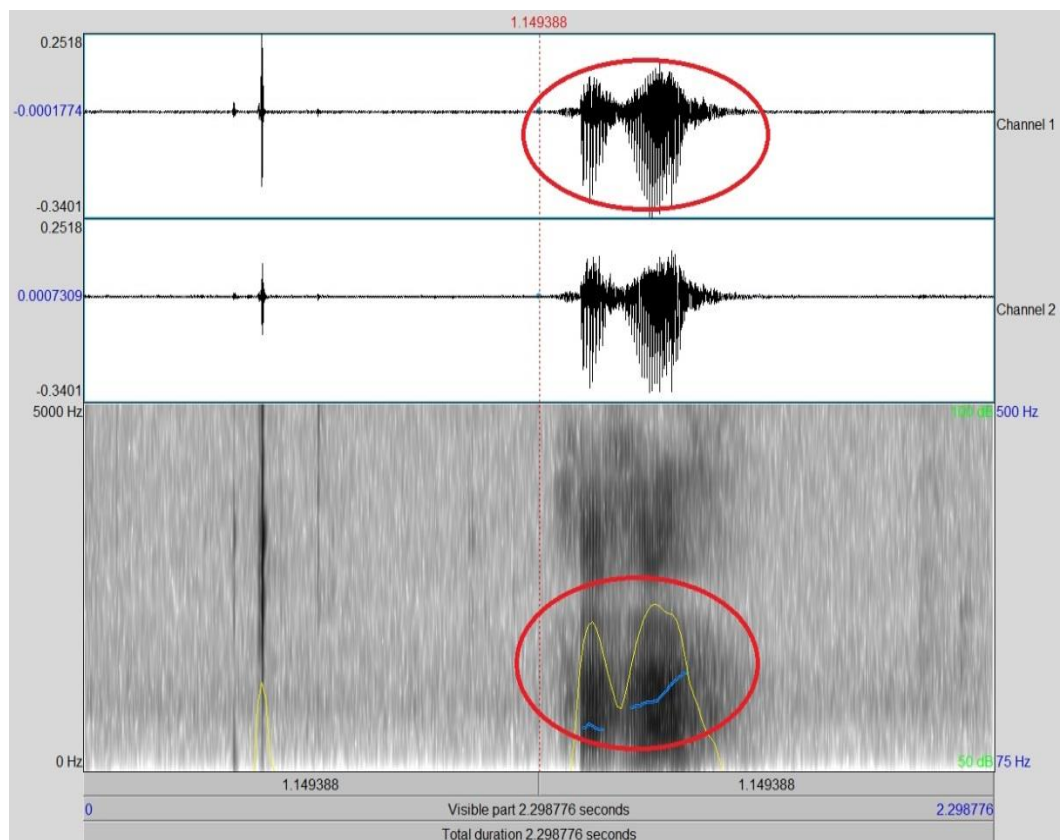 1.149388
0.2518
-0.0001774
Channel 1
-0.3401
0.2518
0.0007309
Channel 2
-0.3401
5000 Hz 100 dB 500 Hz
0 Hz 50 dB 75 Hz
1.149388 1.149388
0 Visible part 2.298776 seconds 2.298776
Total duration 2.298776 seconds